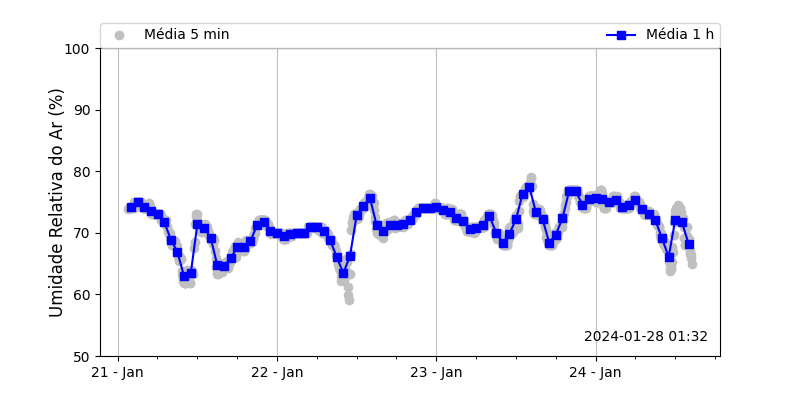 Média 5 min
Média 1 h
Umidade Relativa do Ar (%)
100
90
80
70
60
50
2024-01-28 01:32
21 - Jan
22 - Jan
23 - Jan
24 - Jan